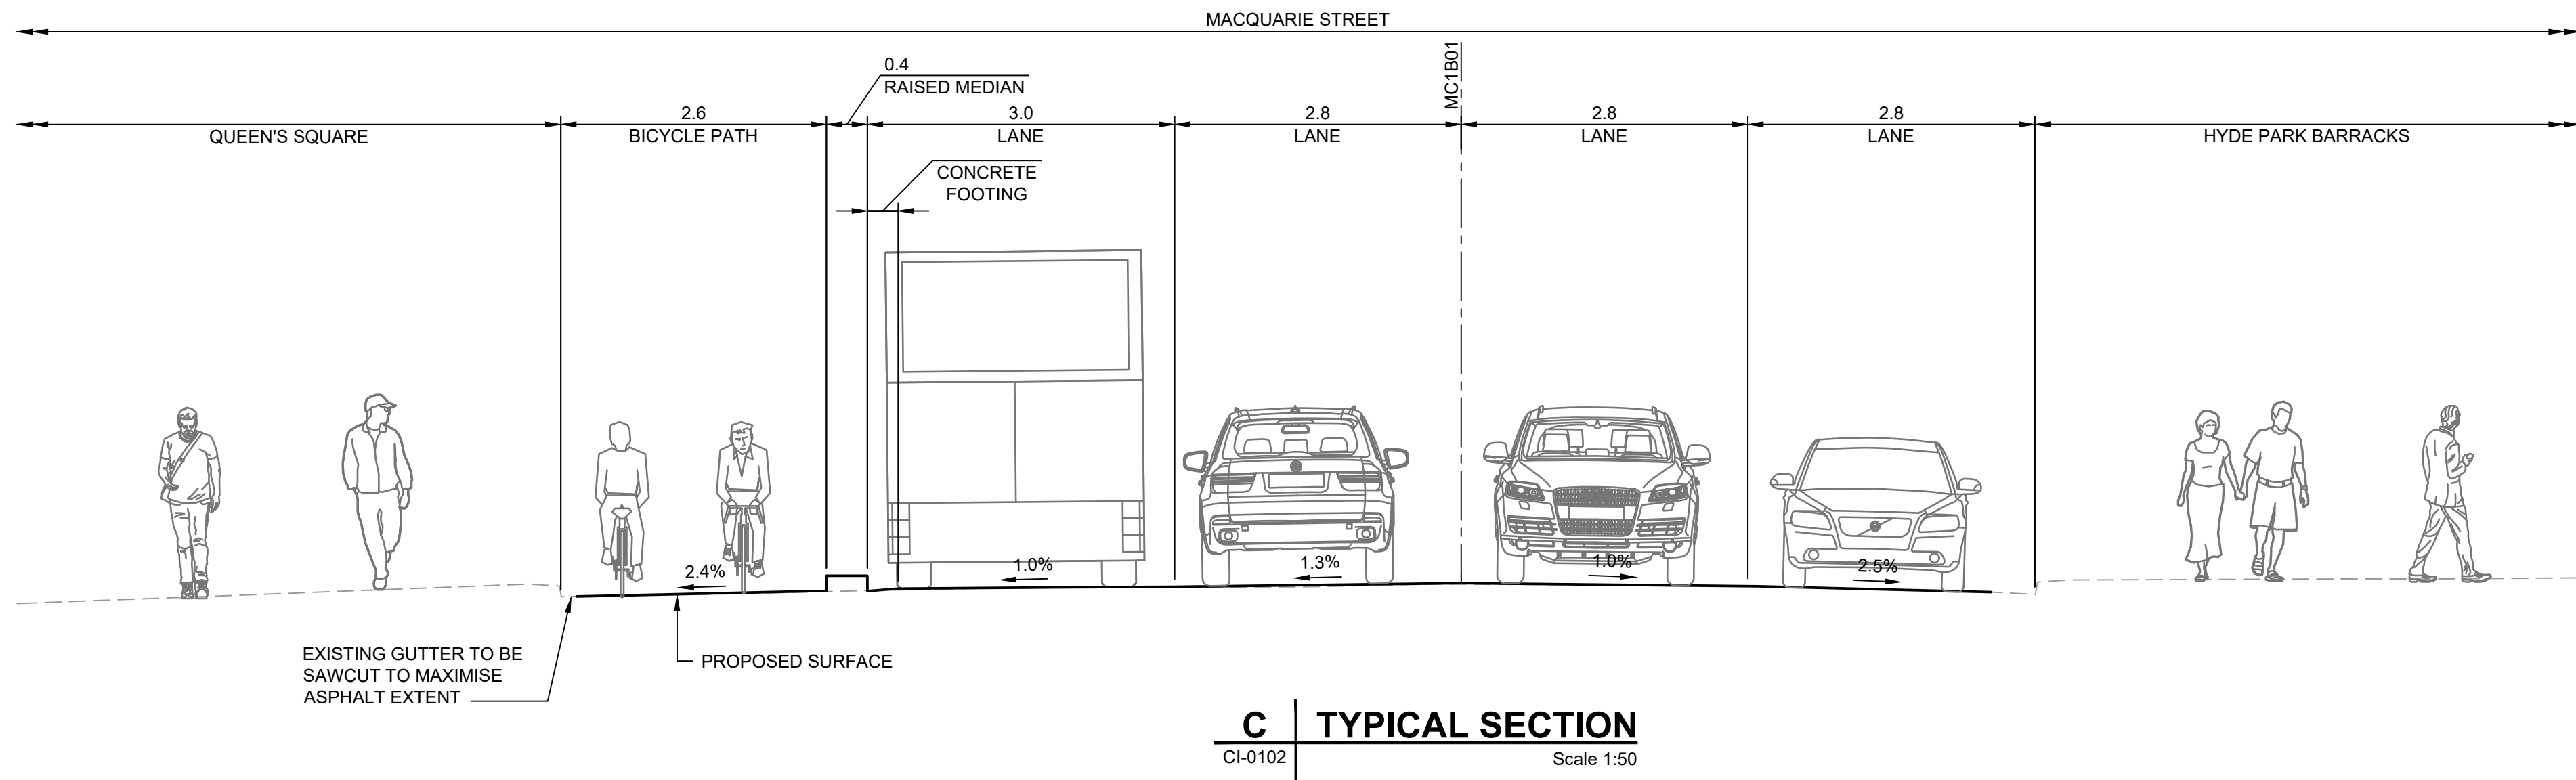 MACQUARIE STREET
MC1B01
0.4
RAISED MEDIAN
2.6
3.0
2.8
2.8
2.8
QUEEN'S SQUARE
BICYCLE PATH
LANE
LANE
LANE
LANE
HYDE PARK BARRACKS
CONCRETE
FOOTING
2.4%
1.0%
1.3%
1.0%
2.5%
EXISTING GUTTER TO BE
SAWCUT TO MAXIMISE
ASPHALT EXTENT
PROPOSED SURFACE
C TYPICAL SECTION
CI-0102 Scale 1:50